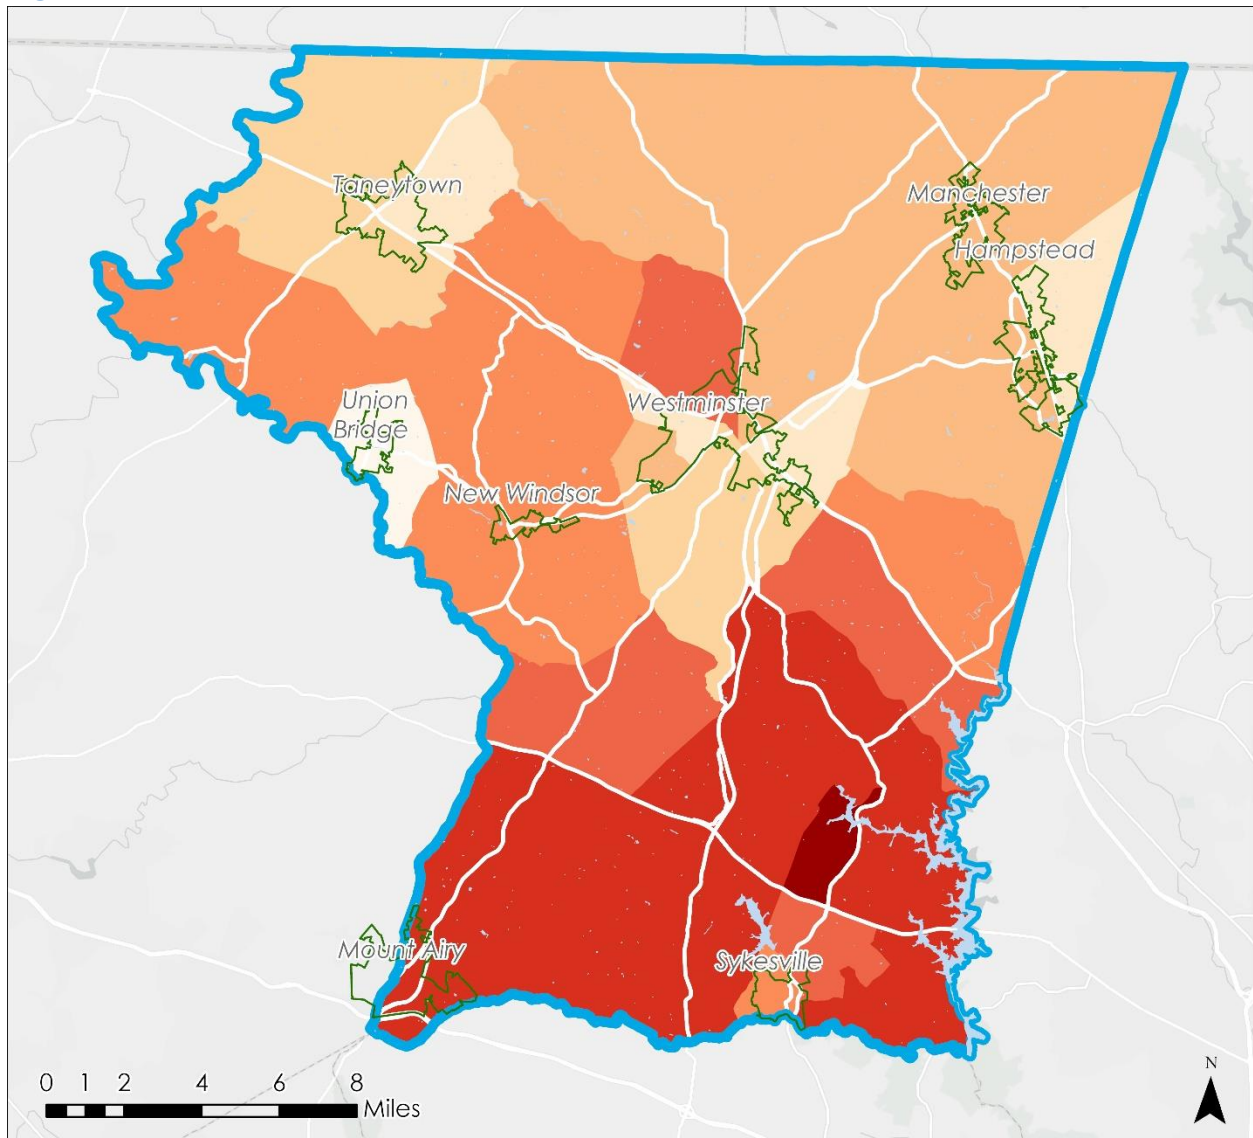 Taneytown
Manchester
Hampstead
Union
Bridge
Westminster
New Windsor
Mount Airy
Sykesville
N
0 1 2 4 6 8
Miles